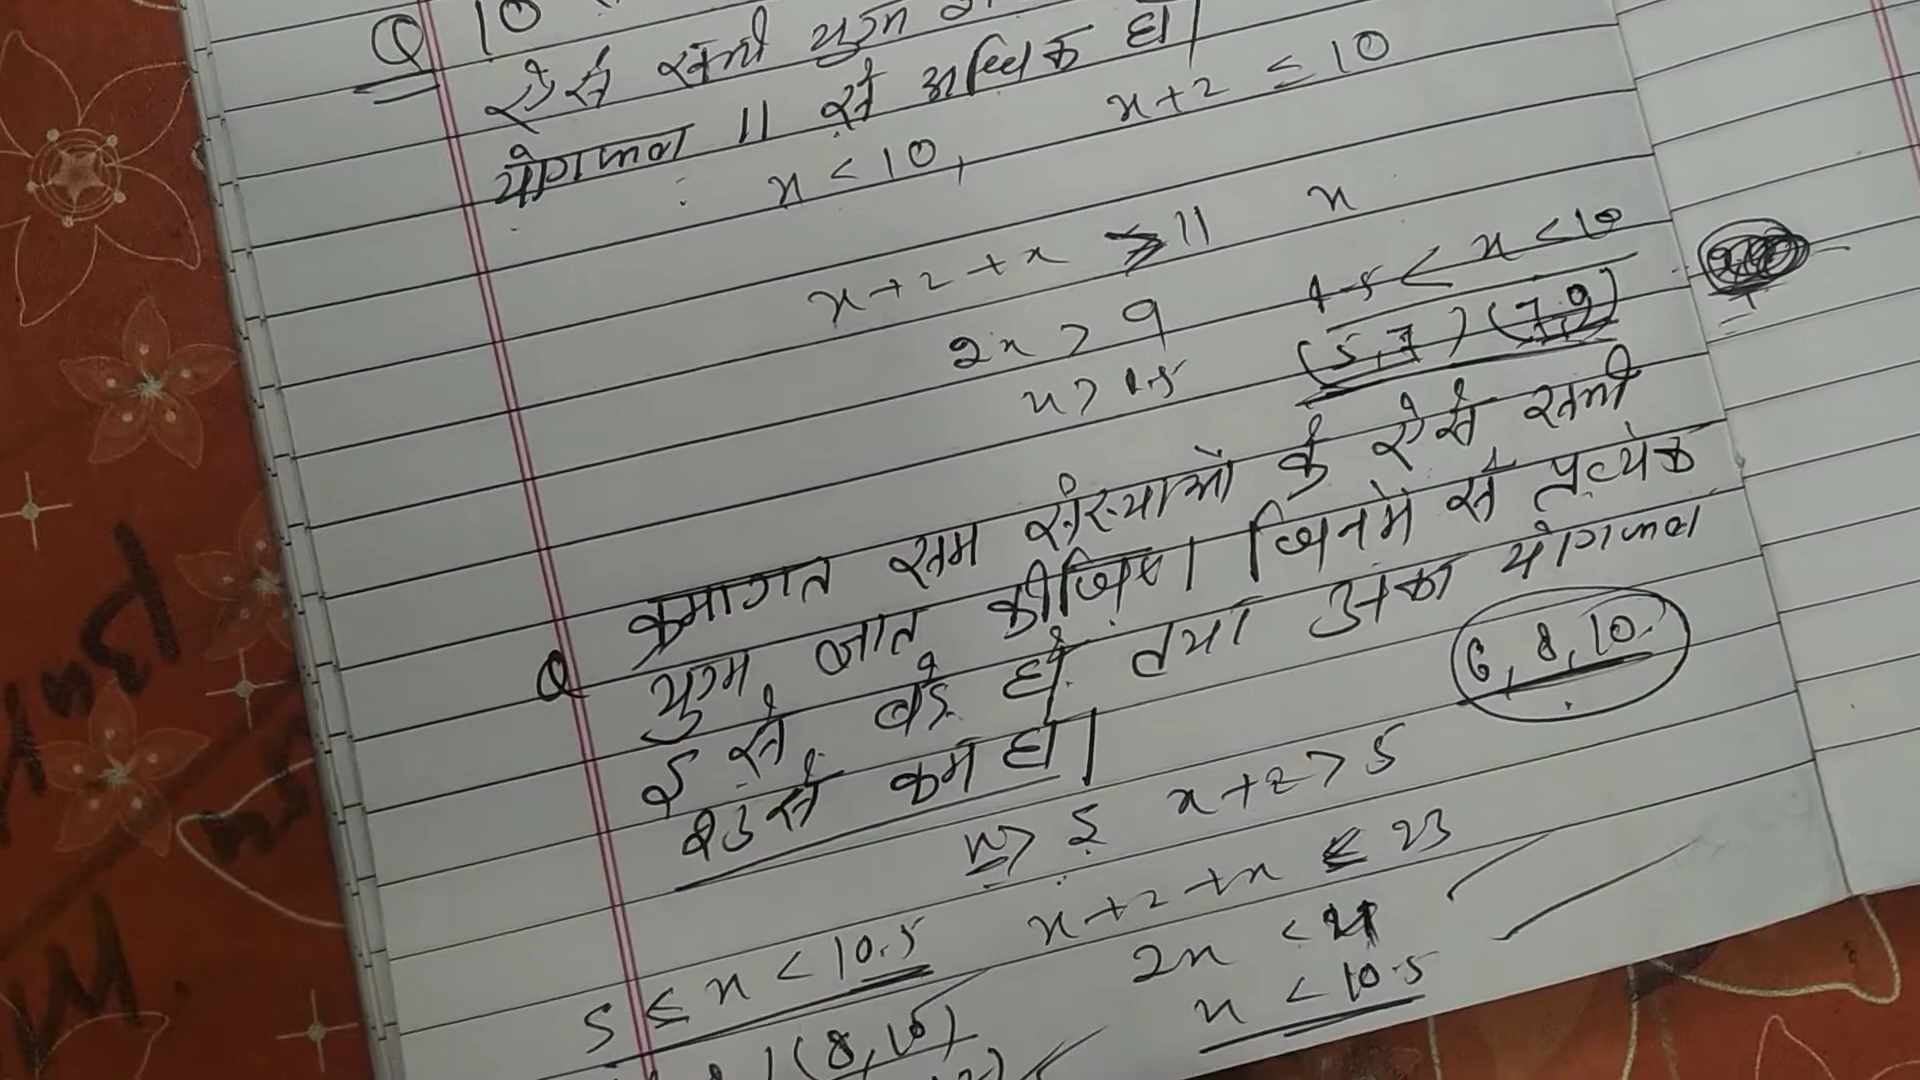 Q 10
ऐसे सभी युग्म
योगफल 11 से अधिक हो।
x < 10, x+2 ≤ 10
x+2+x > 11 x
2x > 9 4.5 < x < 10
x > 4.5 (5,7) (7,9)
Q क्रमागत सम संख्याओं के ऐसे सभी
युग्म ज्ञात कीजिए। जिनमें से प्रत्येक
5 से बड़े हो तथा उनका योगफल
23 से कम हो। 6, 8, 10.
x > 5 x+2 > 5
x+2+x < 23
5 ≤ x < 10.5 2x < 21
(8,10) x < 10.5